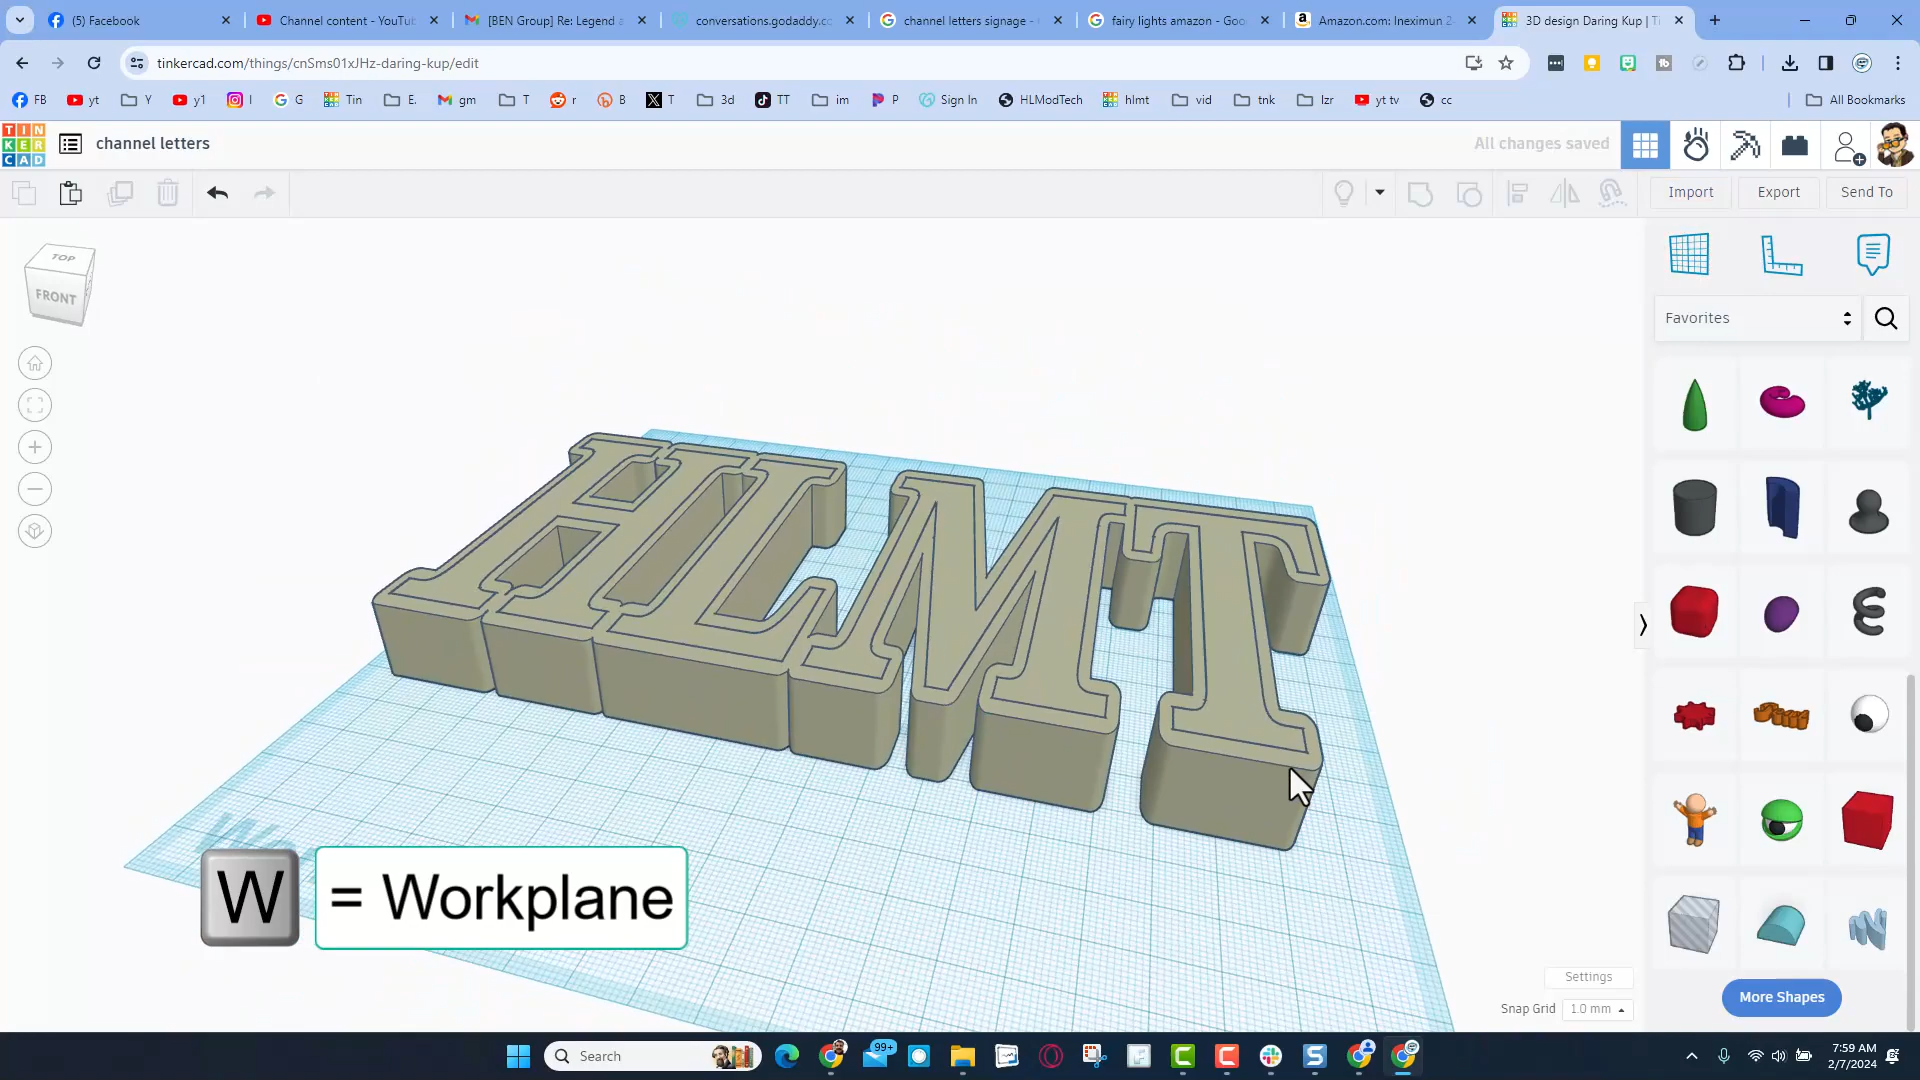 (5) Facebook
Channel content - YouTu
[BEN Group] Re: Legend a
conversations.godaddy.co
channel letters signage -
fairy lights amazon - Goo
Amazon.com: Ineximun 2
3D design Daring Kup | Ti
tinkercad.com/things/cnSms01xJHz-daring-kup/edit
FB yt Y y1 I G Tin E. gm T r B T 3d TT im P Sign In HLModTech hlmt vid tnk lzr yt tv cc All Bookmarks
TIN
KER
CAD
channel letters
All changes saved
Import Export Send To
TOP
FRONT
Favorites
HLMT
W = Workplane
Settings
Snap Grid 1.0 mm
More Shapes
Search
99+
7:59 AM
2/7/2024